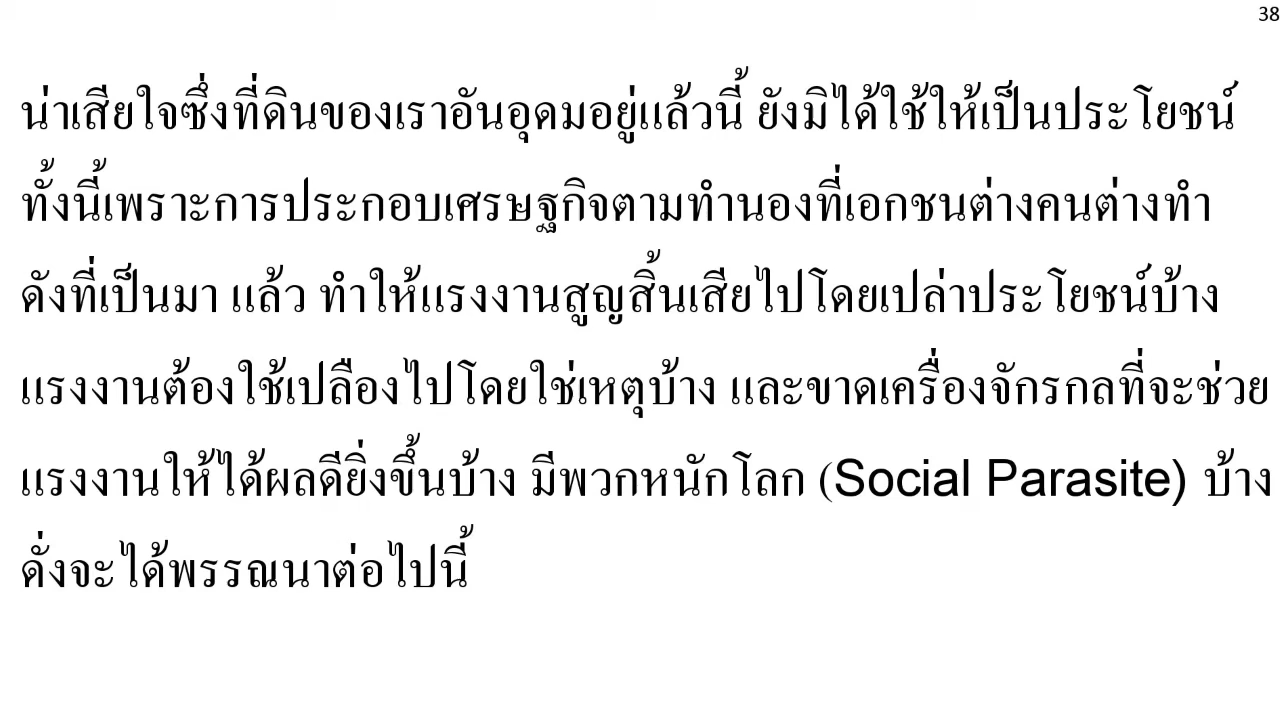 38
น่าเสียใจซึ่งที่ดินของเราอันอุดมอยู่แล้วนี้ ยังมิได้ใช้ให้เป็นประโยชน์
ทั้งนี้เพราะการประกอบเศรษฐกิจตามทำนองที่เอกชนต่างคนต่างทำ
ดังที่เป็นมา แล้ว ทำให้แรงงานสูญสิ้นเสียไปโดยเปล่าประโยชน์บ้าง
แรงงานต้องใช้เปลืองไปโดยใช่เหตุบ้าง และขาดเครื่องจักรกลที่จะช่วย
แรงงานให้ได้ผลดียิ่งขึ้นบ้าง มีพวกหนักโลก (Social Parasite) บ้าง
ดั่งจะได้พรรณนาต่อไปนี้